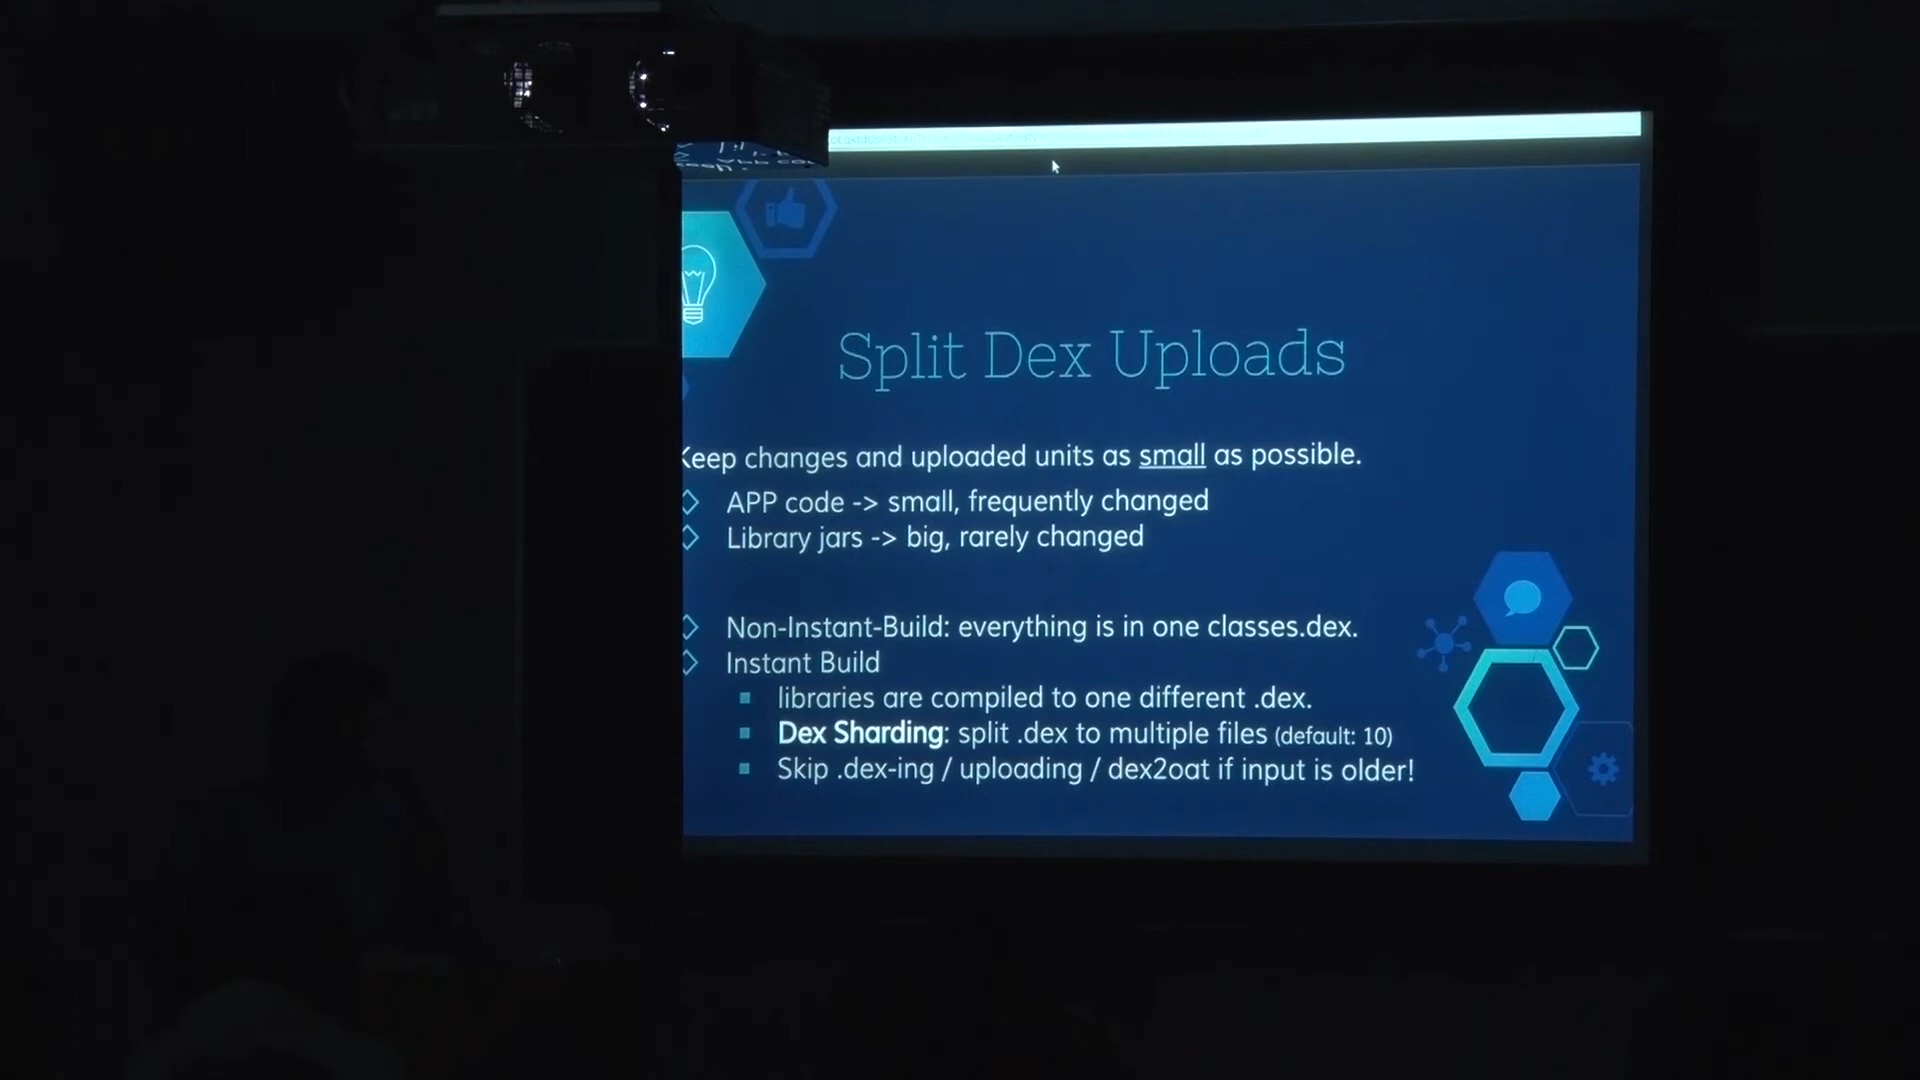 Split Dex Uploads
Keep changes and uploaded units as small as possible.
APP code -> small, frequently changed
Library jars -> big, rarely changed
Non-Instant-Build: everything is in one classes.dex.
Instant Build
libraries are compiled to one different .dex.
Dex Sharding: split .dex to multiple files (default: 10)
Skip .dex-ing / uploading / dex2oat if input is older!